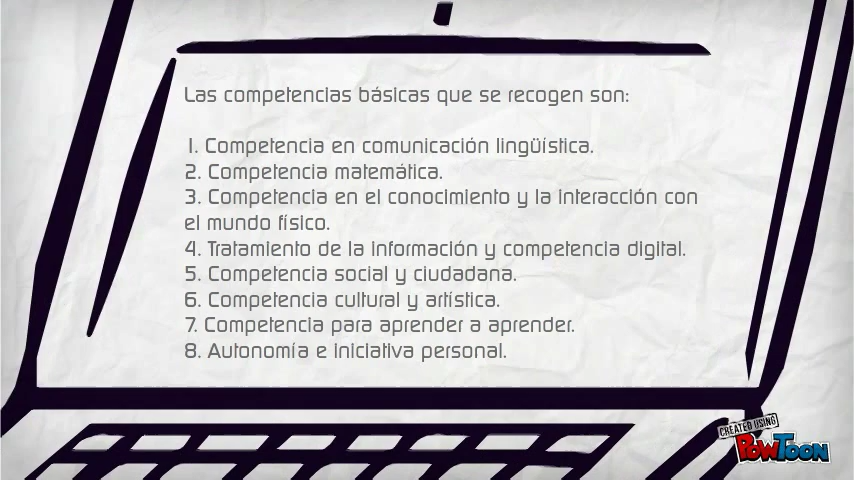 Las competencias básicas que se recogen son:
1. Competencia en comunicación lingüística.
2. Competencia matemática.
3. Competencia en el conocimiento y la interacción con
el mundo físico.
4. Tratamiento de la información y competencia digital.
5. Competencia social y ciudadana.
6. Competencia cultural y artística.
7. Competencia para aprender a aprender.
8. Autonomía e iniciativa personal.
CREATED USING
POWTOON